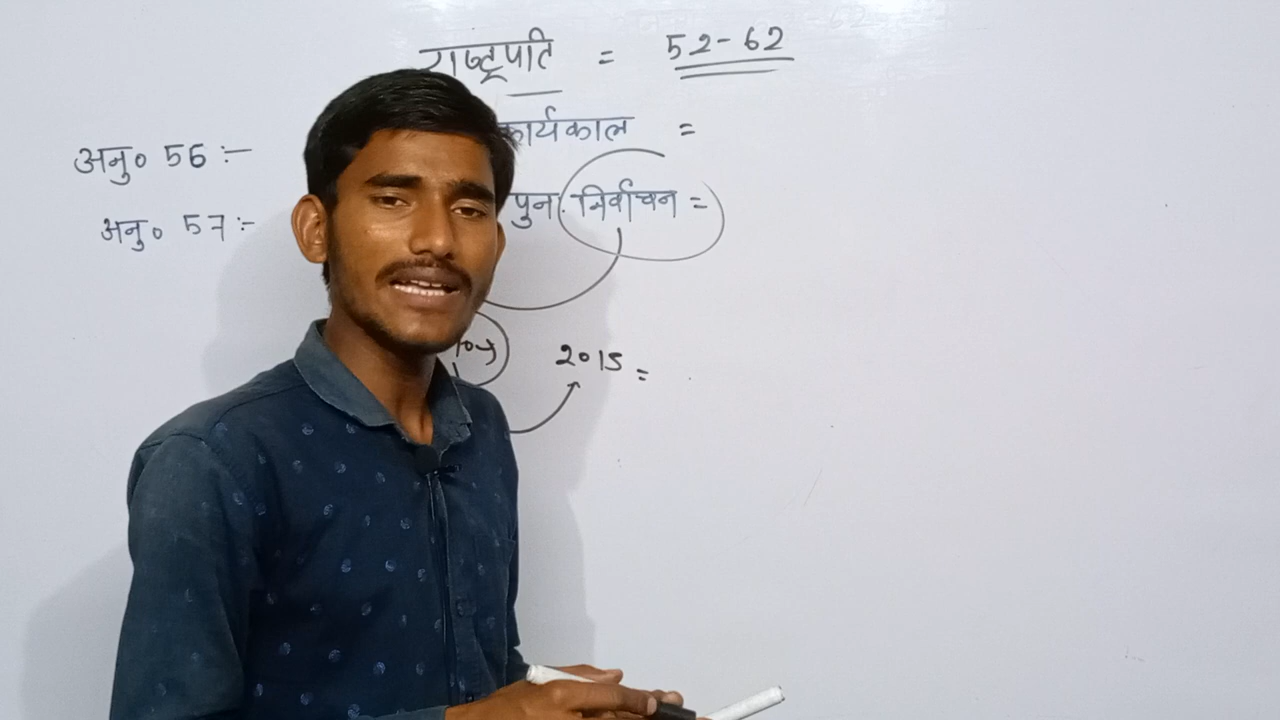 राष्ट्रपति = 52-62
कार्यकाल =
अनु० 56 :-
अनु० 57 :- पुन निर्वाचन =
2015 =